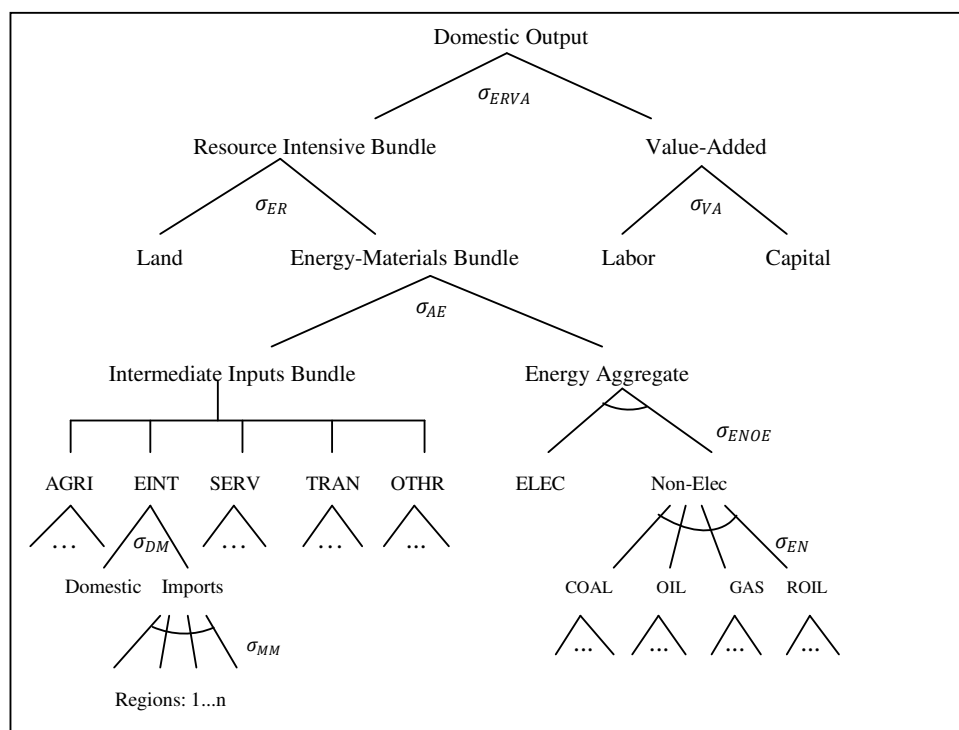 Domestic Output
σ_ERVA
Resource Intensive Bundle Value-Added
σ_ER σ_VA
Land Energy-Materials Bundle Labor Capital
σ_AE
Intermediate Inputs Bundle Energy Aggregate
σ_ENOE
AGRI EINT SERV TRAN OTHR ELEC Non-Elec
... σ_DM ... ... ... σ_EN
Domestic Imports COAL OIL GAS ROIL
σ_MM ... ... ... ...
Regions: 1...n